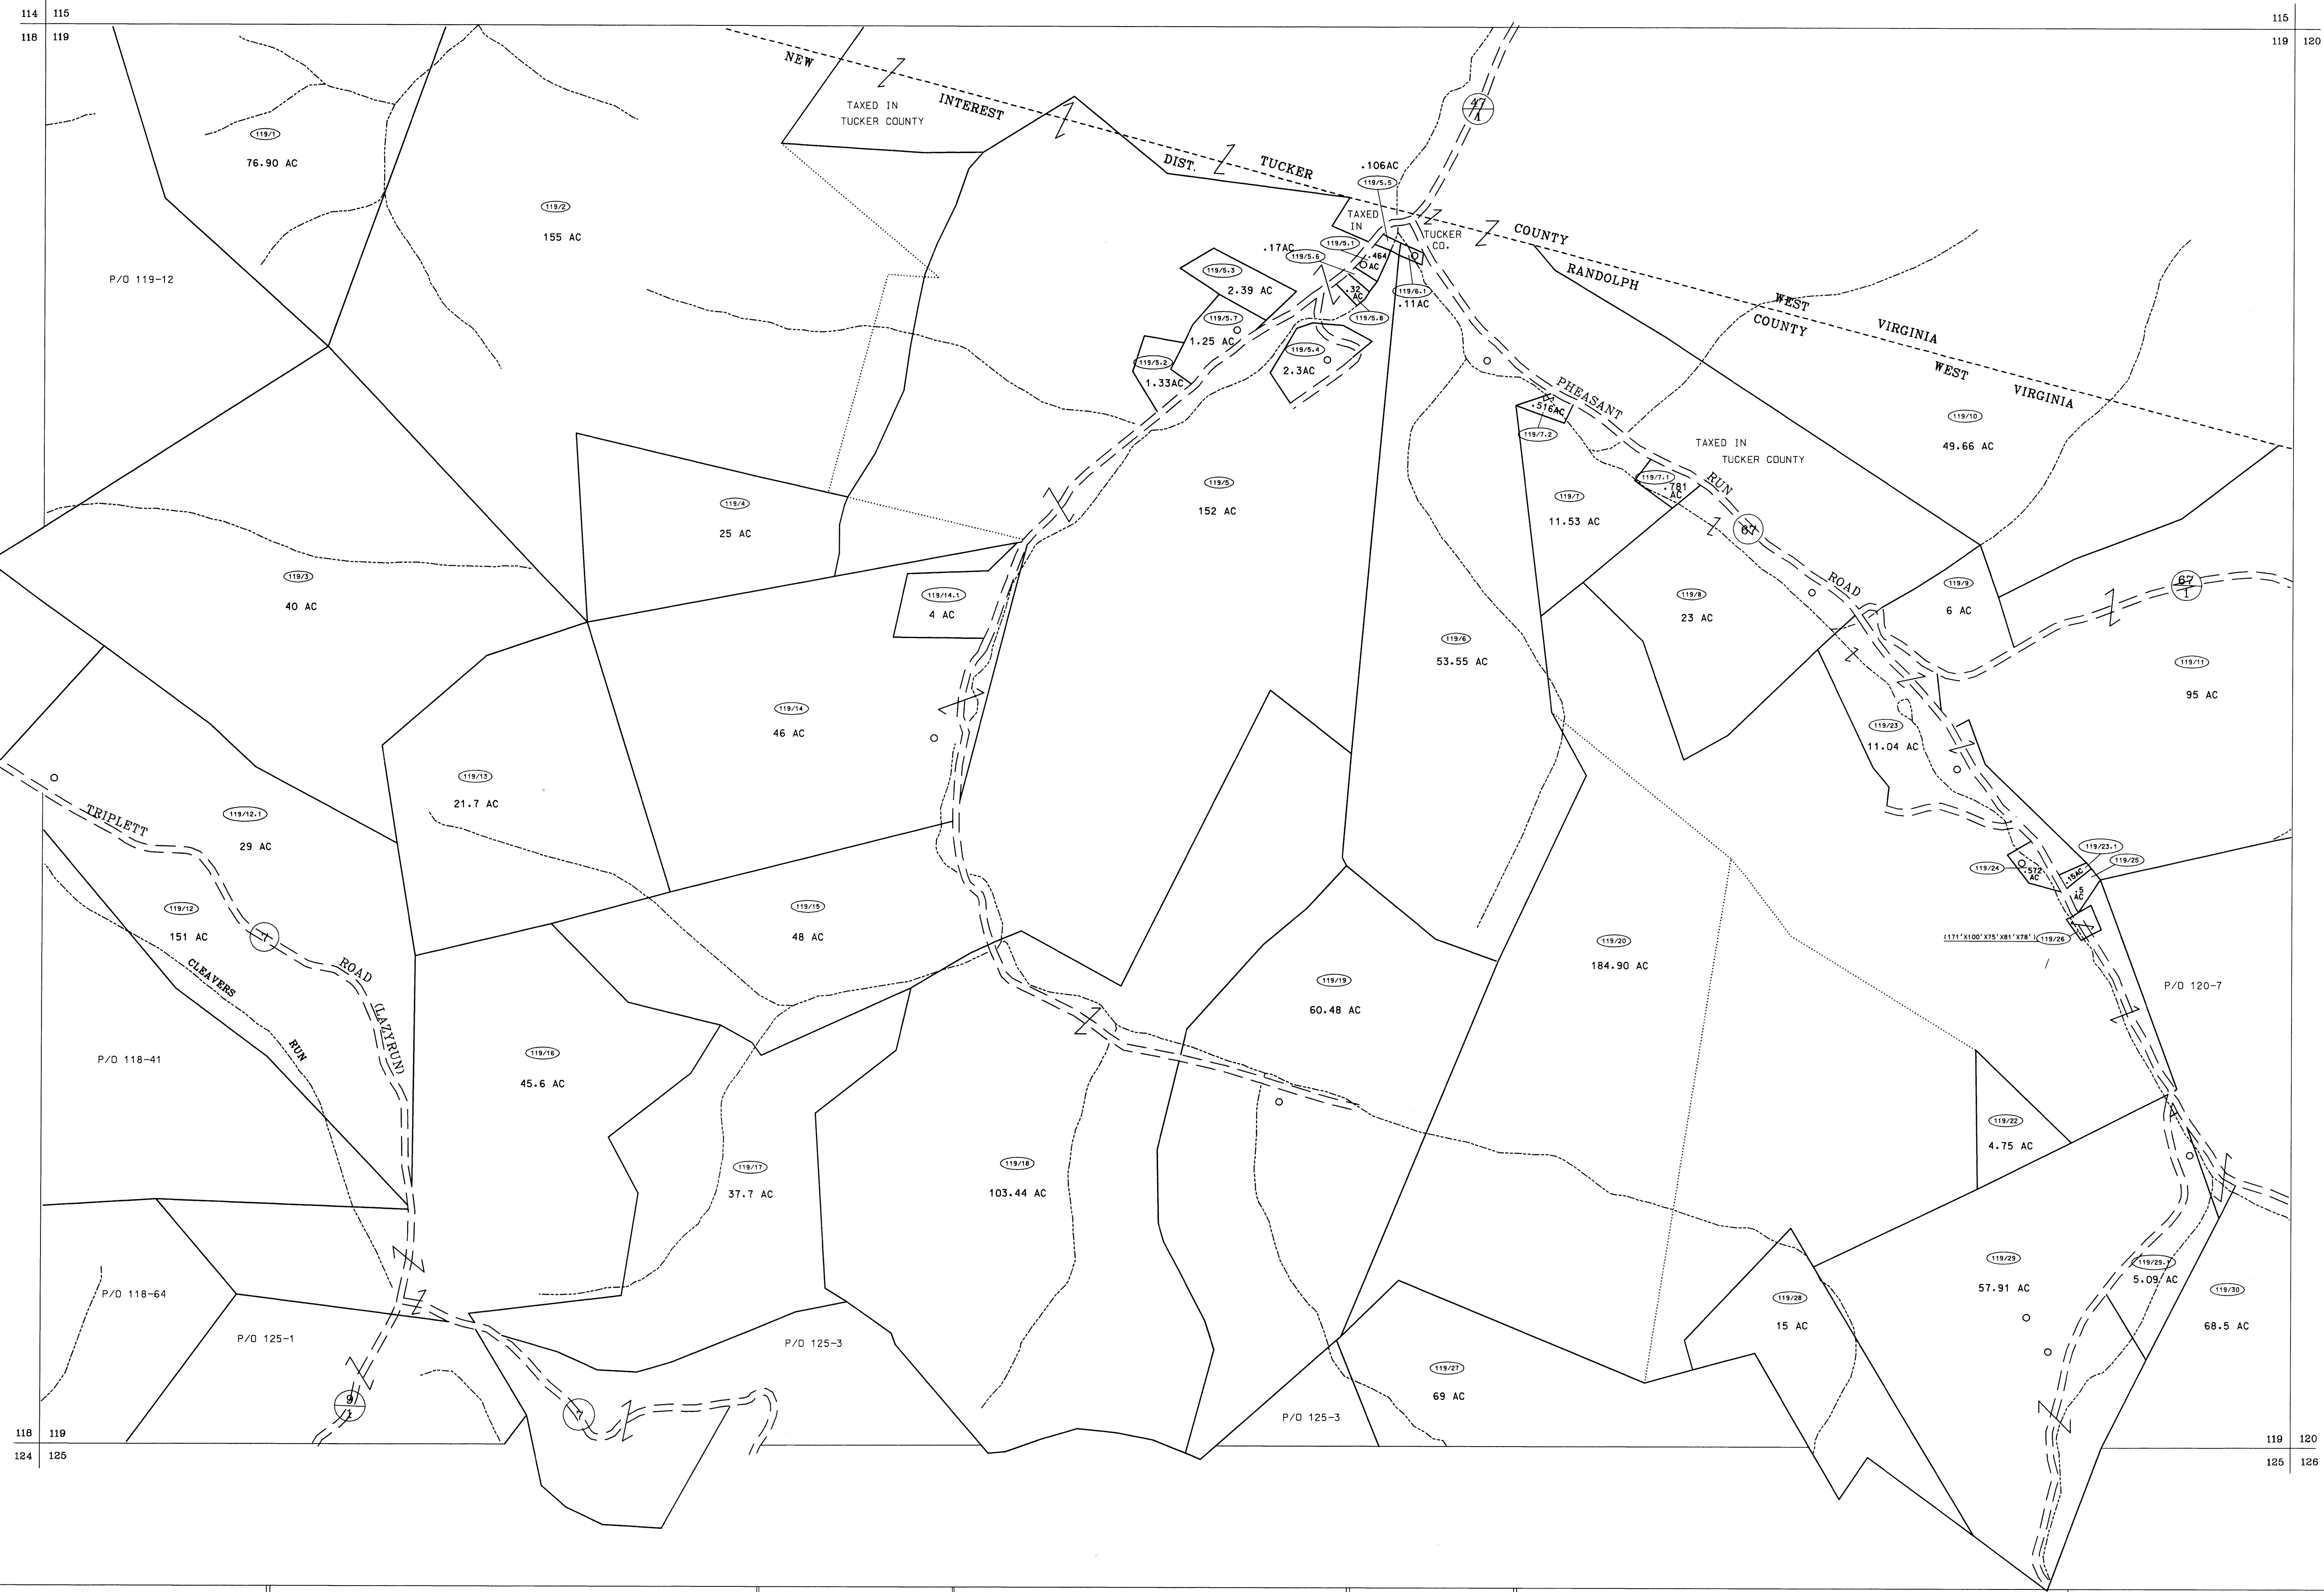 114 115
115
118 119
119 120
NEW INTEREST DIST. TUCKER COUNTY WEST VIRGINIA
RANDOLPH COUNTY WEST VIRGINIA
TAXED IN
TUCKER COUNTY
47
1
119/1
76.90 AC
119/2
155 AC
P/O 119-12
.106AC
119/5.5
TAXED
IN
TUCKER
CO.
.17AC
119/5.1
119/5.6
.464
AC
119/5.3
2.39 AC
.32
AC
119/6.1
.11AC
119/5.8
119/5.7
1.25 AC
119/5.4
2.3AC
119/5.2
1.33AC
PHEASANT RUN ROAD
.516AC
119/7.2
119/10
49.66 AC
TAXED IN
TUCKER COUNTY
119/7.1
.781
AC
119/4
25 AC
119/5
152 AC
119/7
11.53 AC
67
119/3
40 AC
119/14.1
4 AC
119/8
23 AC
119/9
6 AC
67
1
119/6
53.55 AC
119/11
95 AC
119/14
46 AC
119/23
11.04 AC
119/13
21.7 AC
TRIPLETT ROAD (LAZYRUN)
119/12.1
29 AC
119/23.1
119/25
119/24
.572
AC
.15AC
.5
AC
119/12
151 AC
7
119/15
48 AC
(171'X100'X75'X81'X78')
119/26
119/20
184.90 AC
CLEAVERS RUN
119/19
60.48 AC
P/O 120-7
P/O 118-41
119/16
45.6 AC
119/22
4.75 AC
119/17
37.7 AC
119/18
103.44 AC
119/29
57.91 AC
119/29.1
5.09 AC
119/30
68.5 AC
P/O 118-64
119/28
15 AC
P/O 125-1
P/O 125-3
119/27
69 AC
9
1
7
P/O 125-3
118 119
119 120
124 125
125 126